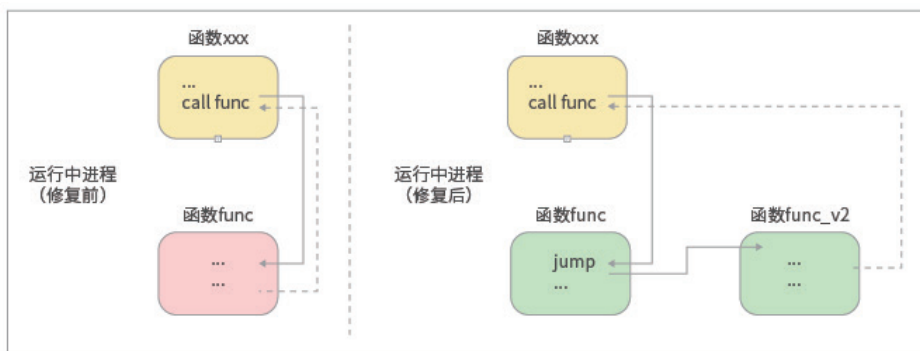 函数xxx
...
call func
运行中进程
（修复前）
函数func
...
...
函数xxx
...
call func
运行中进程
（修复后）
函数func
jump
...
函数func_v2
...
...